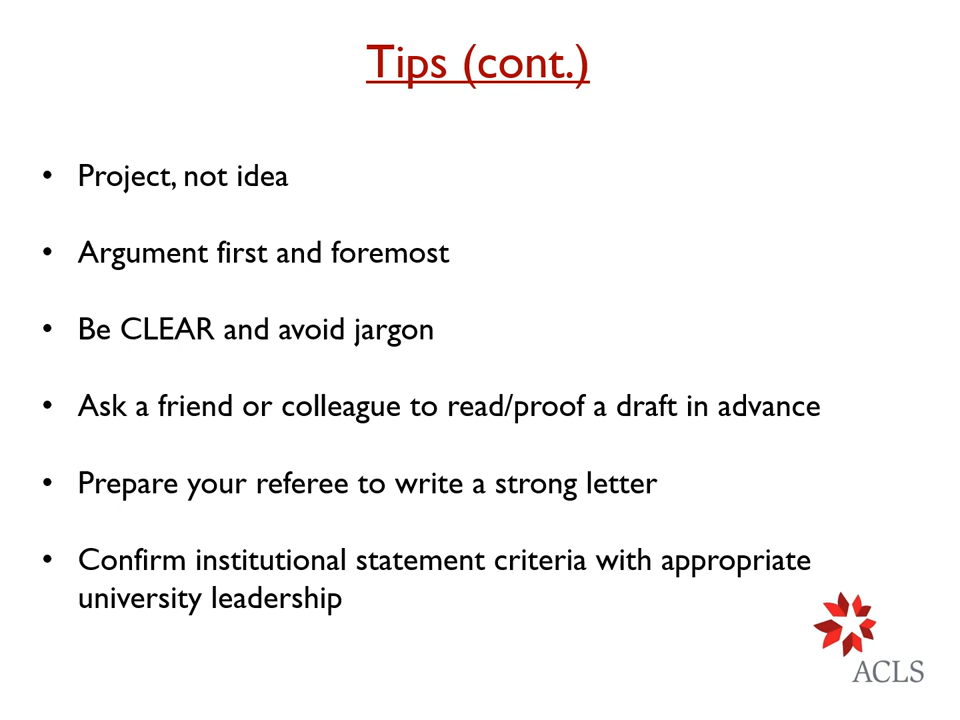 Tips (cont.)
• Project, not idea
• Argument first and foremost
• Be CLEAR and avoid jargon
• Ask a friend or colleague to read/proof a draft in advance
• Prepare your referee to write a strong letter
• Confirm institutional statement criteria with appropriate
university leadership
ACLS